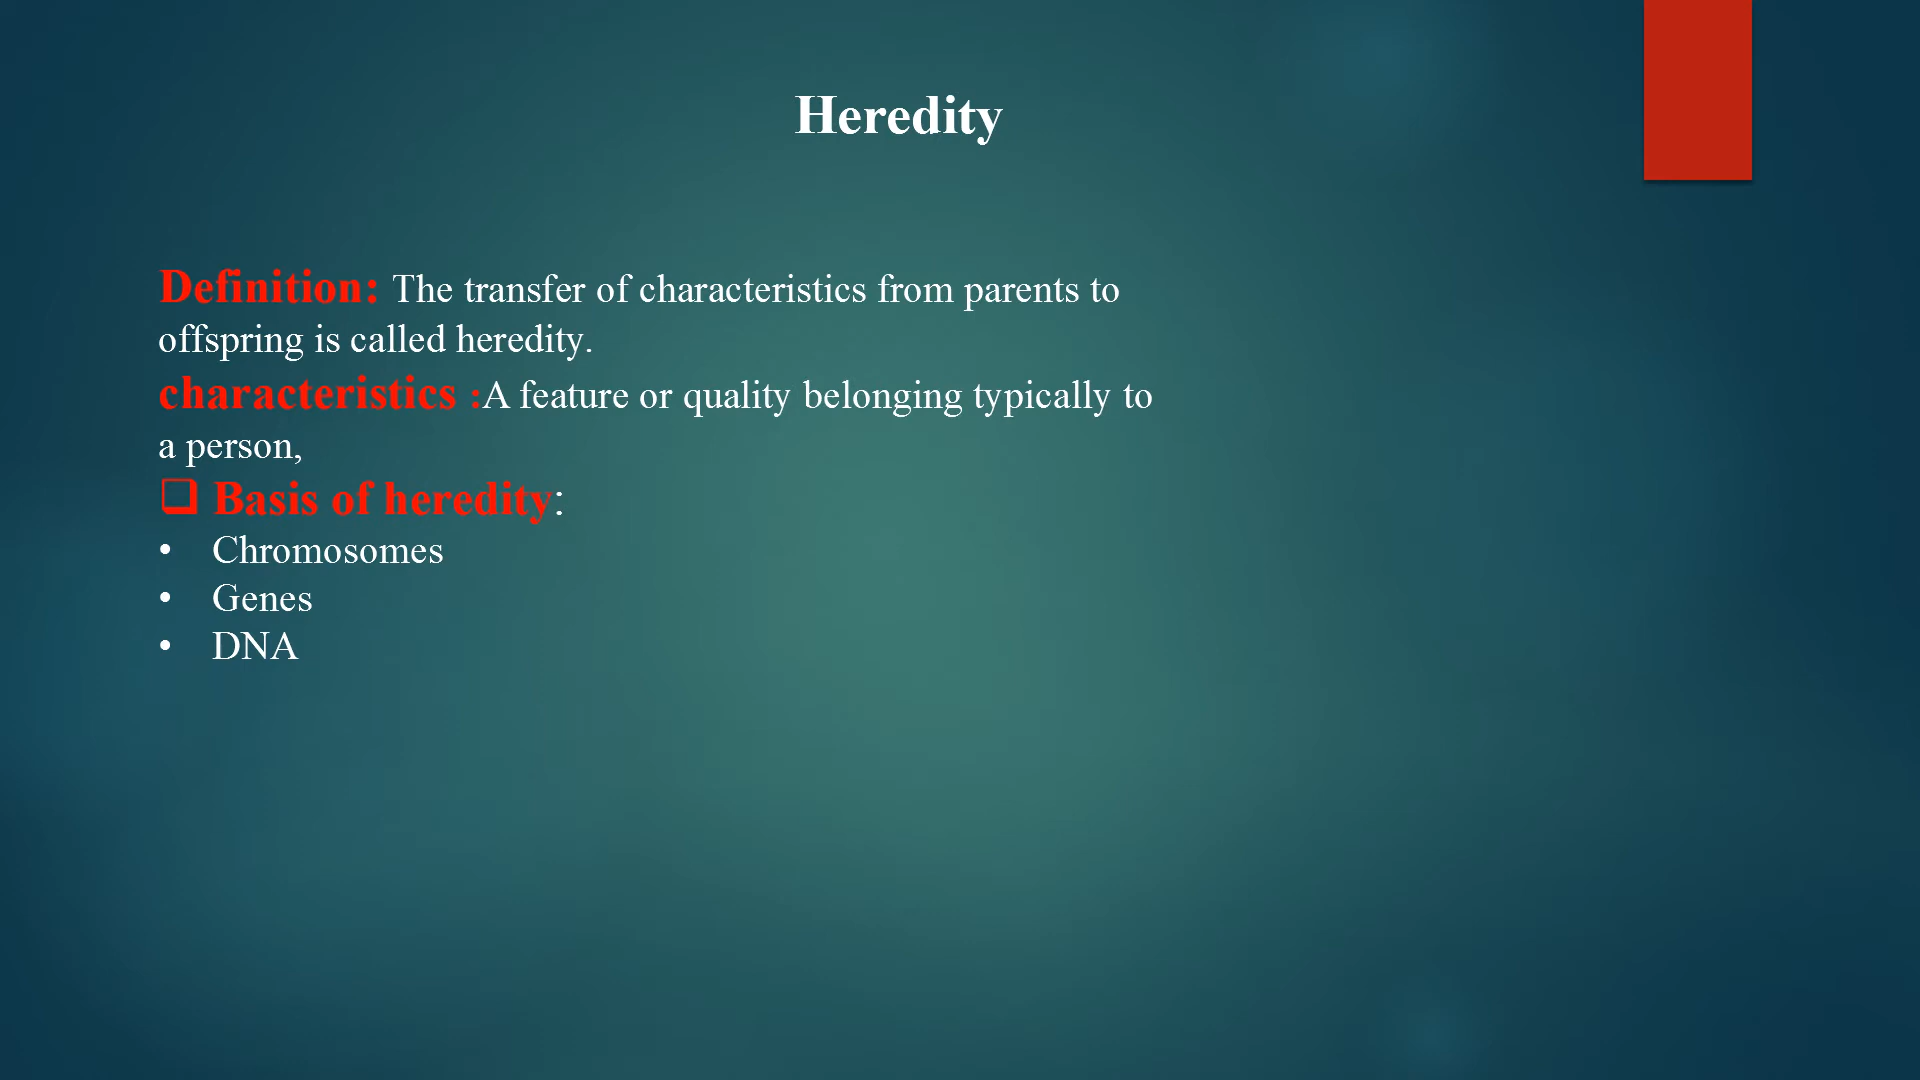 Heredity
Definition: The transfer of characteristics from parents to
offspring is called heredity.
characteristics :A feature or quality belonging typically to
a person,
❑ Basis of heredity:
• Chromosomes
• Genes
• DNA